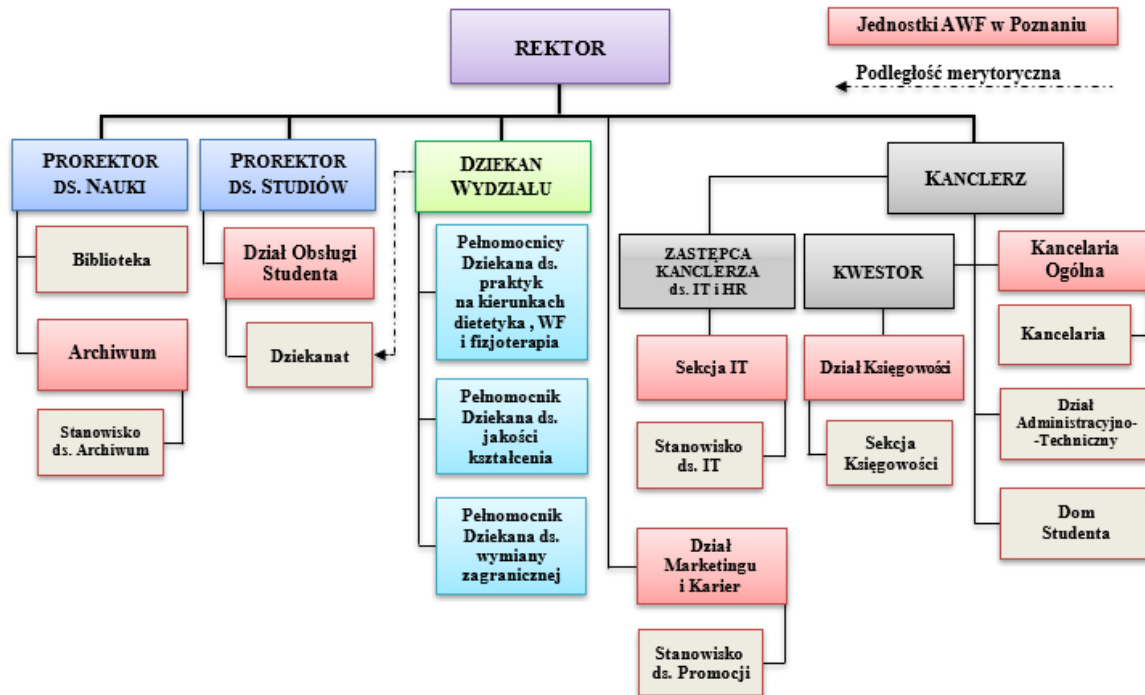 REKTOR
Jednostki AWF w Poznaniu
Podległość merytoryczna
PROREKTOR
DS. NAUKI
Biblioteka
Archiwum
Stanowisko
ds. Archiwum
PROREKTOR
DS. STUDIÓW
Dział Obsługi
Studenta
Dziekanat
DZIEKAN
WYDZIALU
Pełnomocnicy
Dziekana ds.
praktyk
na kierunkach
dietetyka , WF
i fizjoterapia
Pełnomocnik
Dziekana ds.
jakości
kształcenia
Pełnomocnik
Dziekana ds.
wymiany
zagranicznej
KANCLERZ
ZASTĘPCA
KANCLERZA
ds. IT i HR
Sekcja IT
Stanowisko
ds. IT
Dział
Marketingu
i Karier
Stanowisko
ds. Promocji
KWESTOR
Dział Księgowości
Sekcja
Księgowości
Kancelaria
Ogólna
Kancelaria
Dział
Administracyjno-
-Techniczny
Dom
Studenta